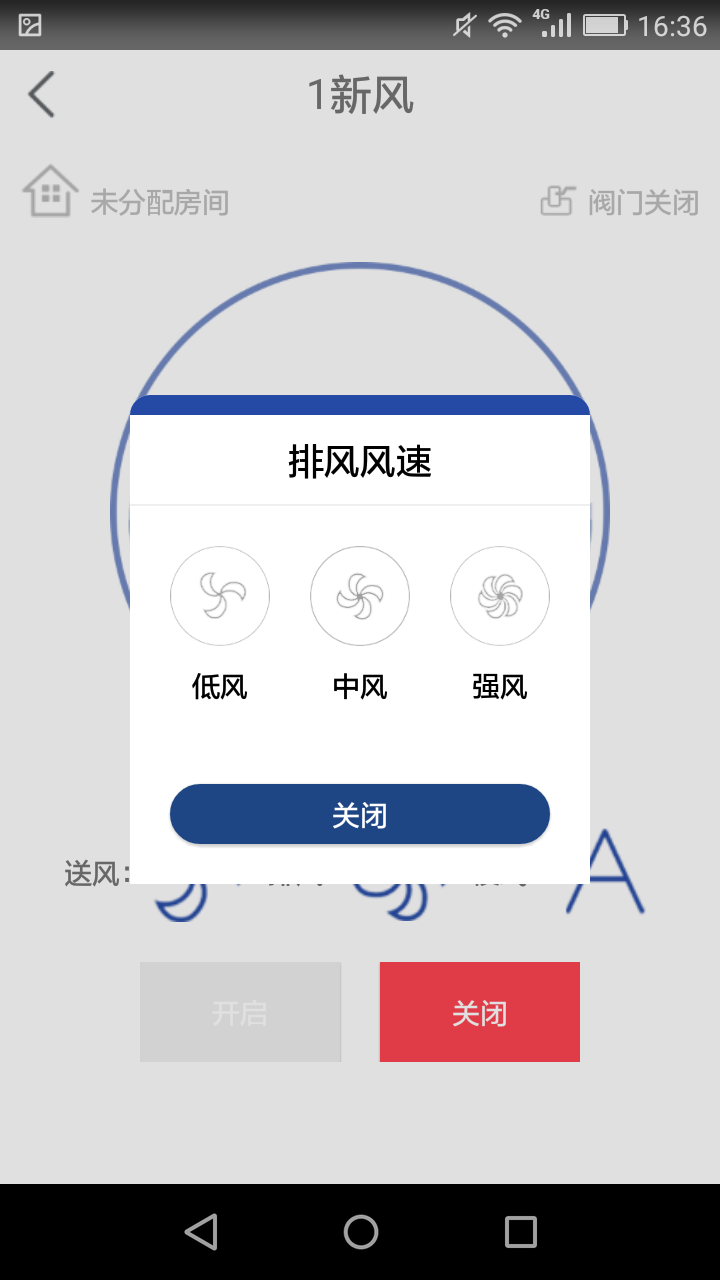 4G 16:36
1新风
未分配房间 阀门关闭
排风风速
低风 中风 强风
关闭
送风: A
开启 关闭